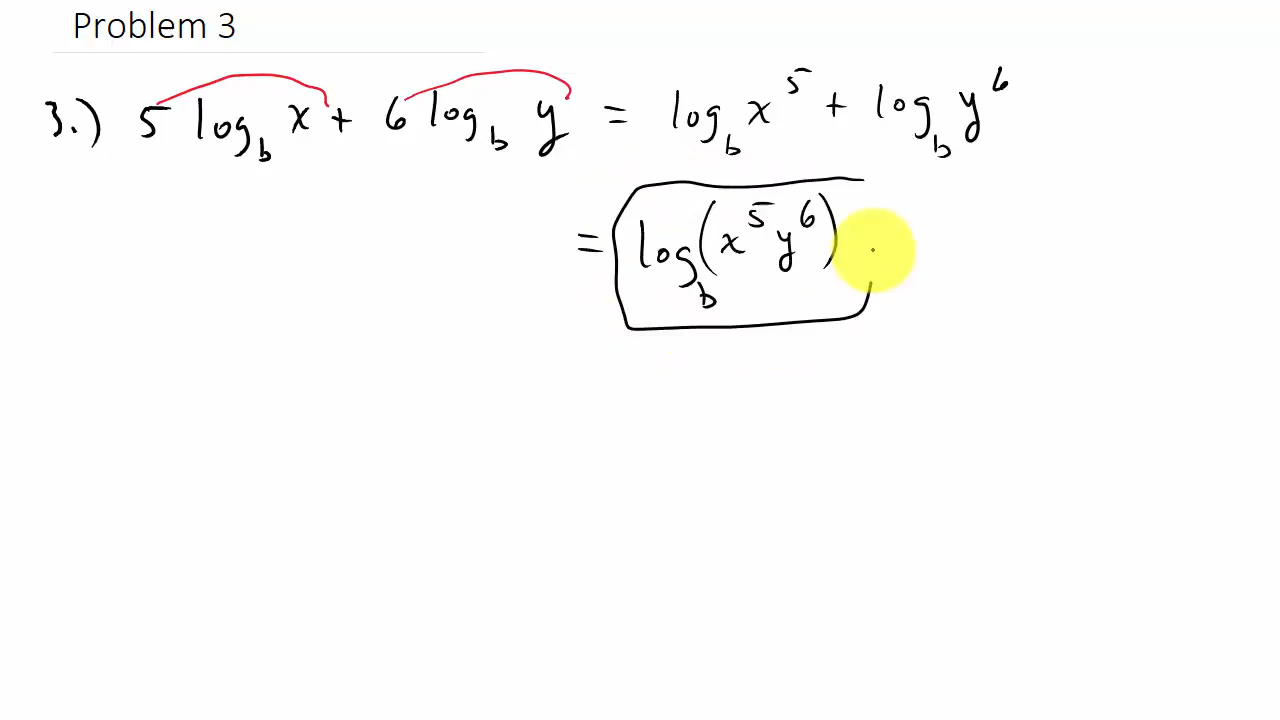 Problem 3
3.) 5 log_b x + 6 log_b y = log_b x^5 + log_b y^6
= log_b (x^5 y^6)